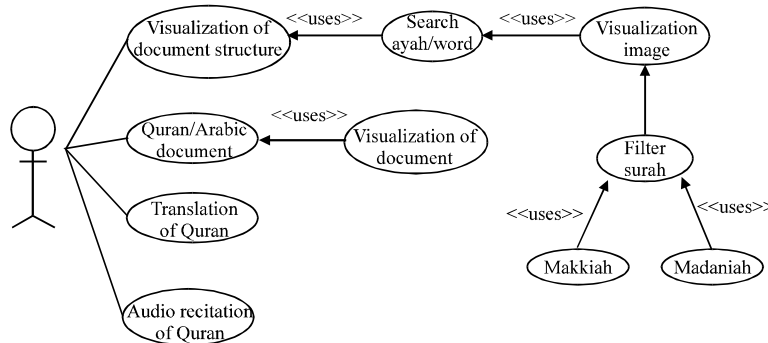 <<uses>>
<<uses>>
Visualization of
document structure
Search
ayah/word
Visualization
image
<<uses>>
Quran/Arabic
document
Visualization of
document
Filter
surah
Translation
of Quran
<<uses>>
<<uses>>
Makkiah
Madaniah
Audio recitation
of Quran